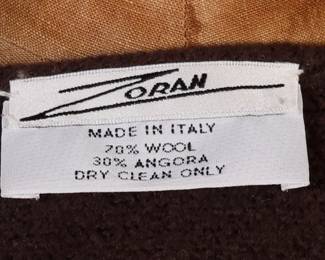 ZORAN
MADE IN ITALY
70% WOOL
30% ANGORA
DRY CLEAN ONLY